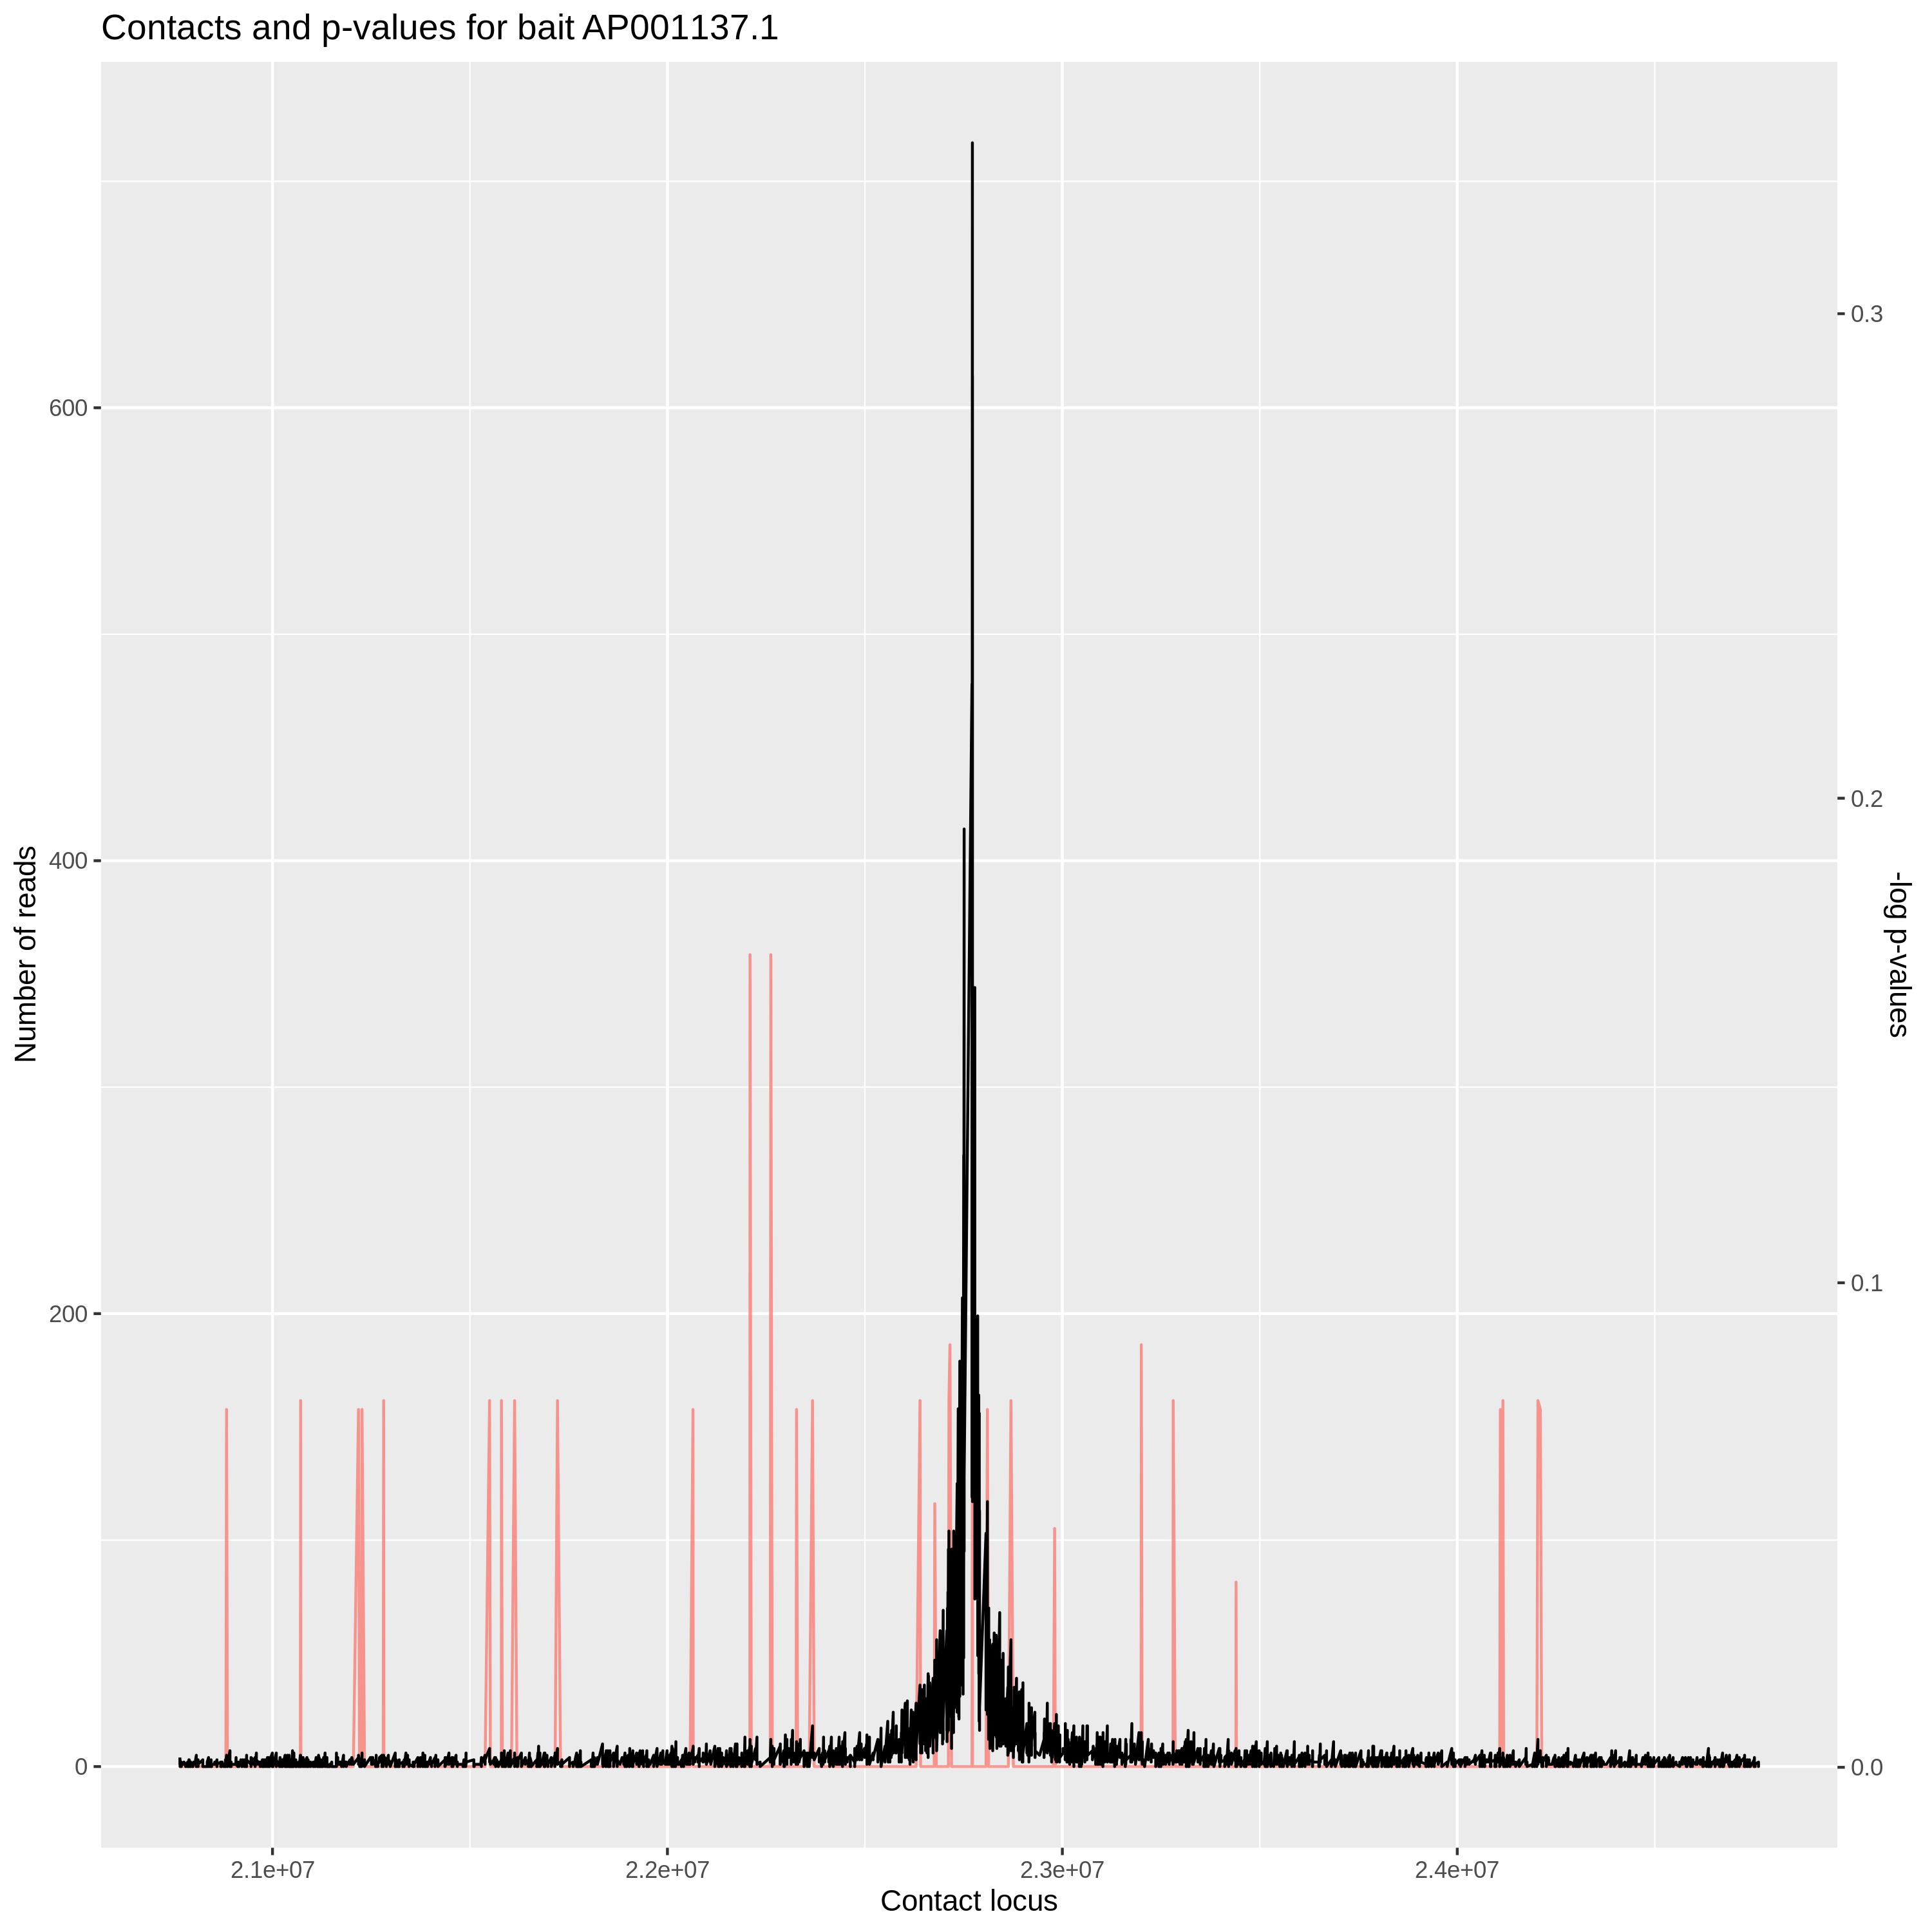 Contacts and p-values for bait AP001137.1
Number of reads
600
400
200
0
0.3
0.2
0.1
0.0
-log p-values
2.1e+07
2.2e+07
2.3e+07
2.4e+07
Contact locus